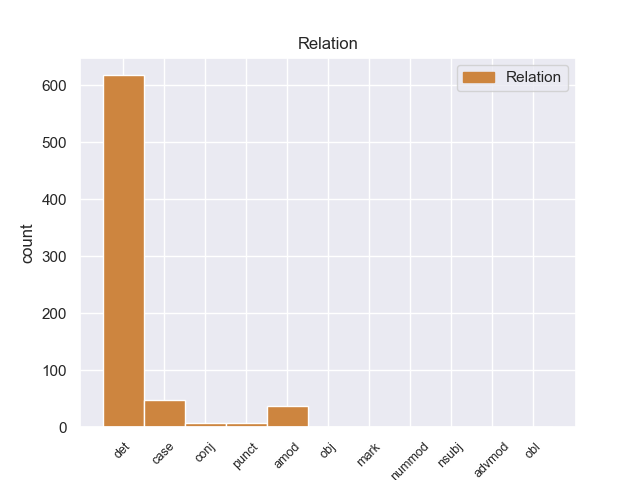 Relation
Relation
600
500
400
300
200
100
0
count
det
case
conj
punct
amod
obj
mark
nummod
nsubj
advmod
obl